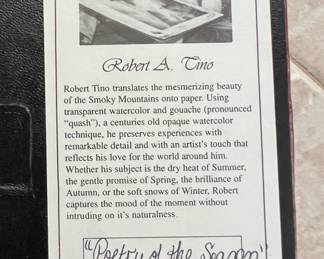 Robert A. Tino
Robert Tino translates the mesmerizing beauty
of the Smoky Mountains onto paper. Using
transparent watercolor and gouache (pronounced
"quash"), a centuries old opaque watercolor
technique, he preserves experiences with
remarkable detail and with an artist's touch that
reflects his love for the world around him.
Whether his subject is the dry heat of Summer,
the gentle promise of Spring, the brilliance of
Autumn, or the soft snows of Winter, Robert
captures the mood of the moment without
intruding on it's naturalness.
"Poetry of the Season"